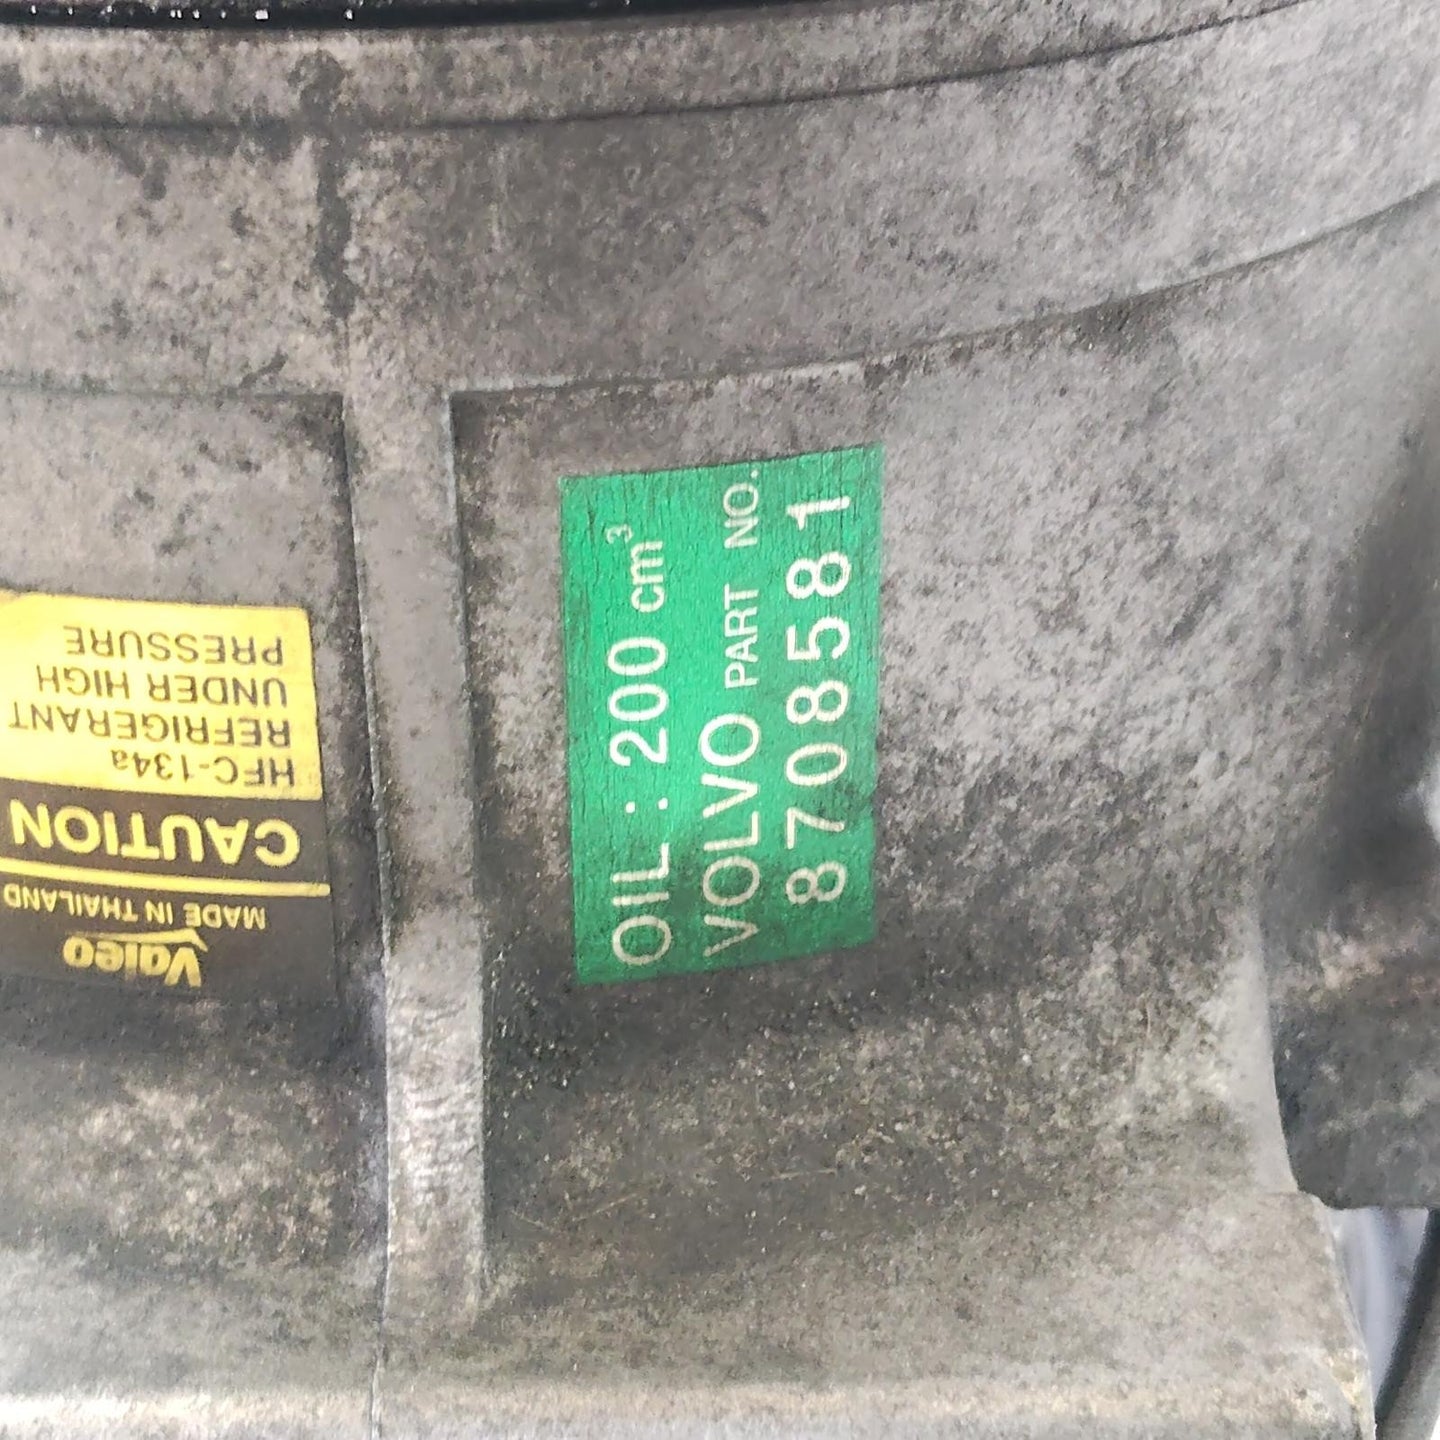 Valeo
MADE IN THAILAND
CAUTION
HFC-134a
REFRIGERANT
UNDER HIGH
PRESSURE
OIL : 200 cm³
VOLVO PART NO.
8708581